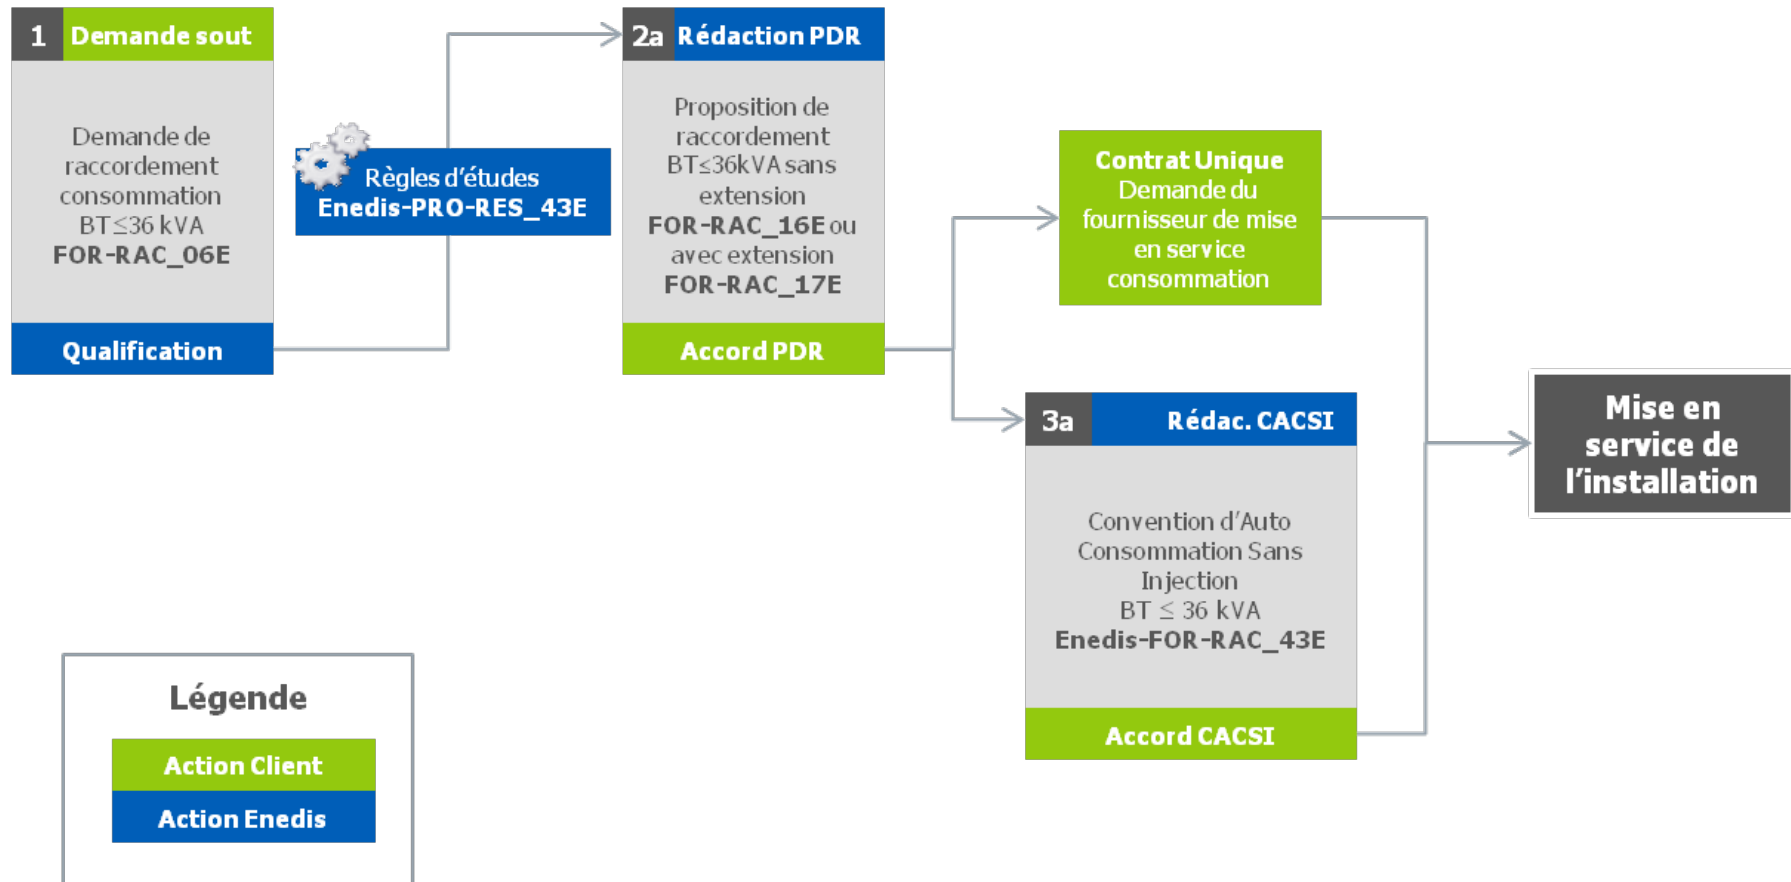 1 Demande sout
Demande de
raccordement
consommation
BT≤36 kVA
FOR-RAC_06E
Qualification
Règles d'études
Enedis-PRO-RES_43E
2a Rédaction PDR
Proposition de
raccordement
BT≤36kVA sans
extension
FOR-RAC_16E ou
avec extension
FOR-RAC_17E
Accord PDR
Contrat Unique
Demande du
fournisseur de mise
en service
consommation
3a Rédac. CACSI
Convention d'Auto
Consommation Sans
Injection
BT ≤ 36 kVA
Enedis-FOR-RAC_43E
Accord CACSI
Mise en
service de
l'installation
Légende
Action Client
Action Enedis